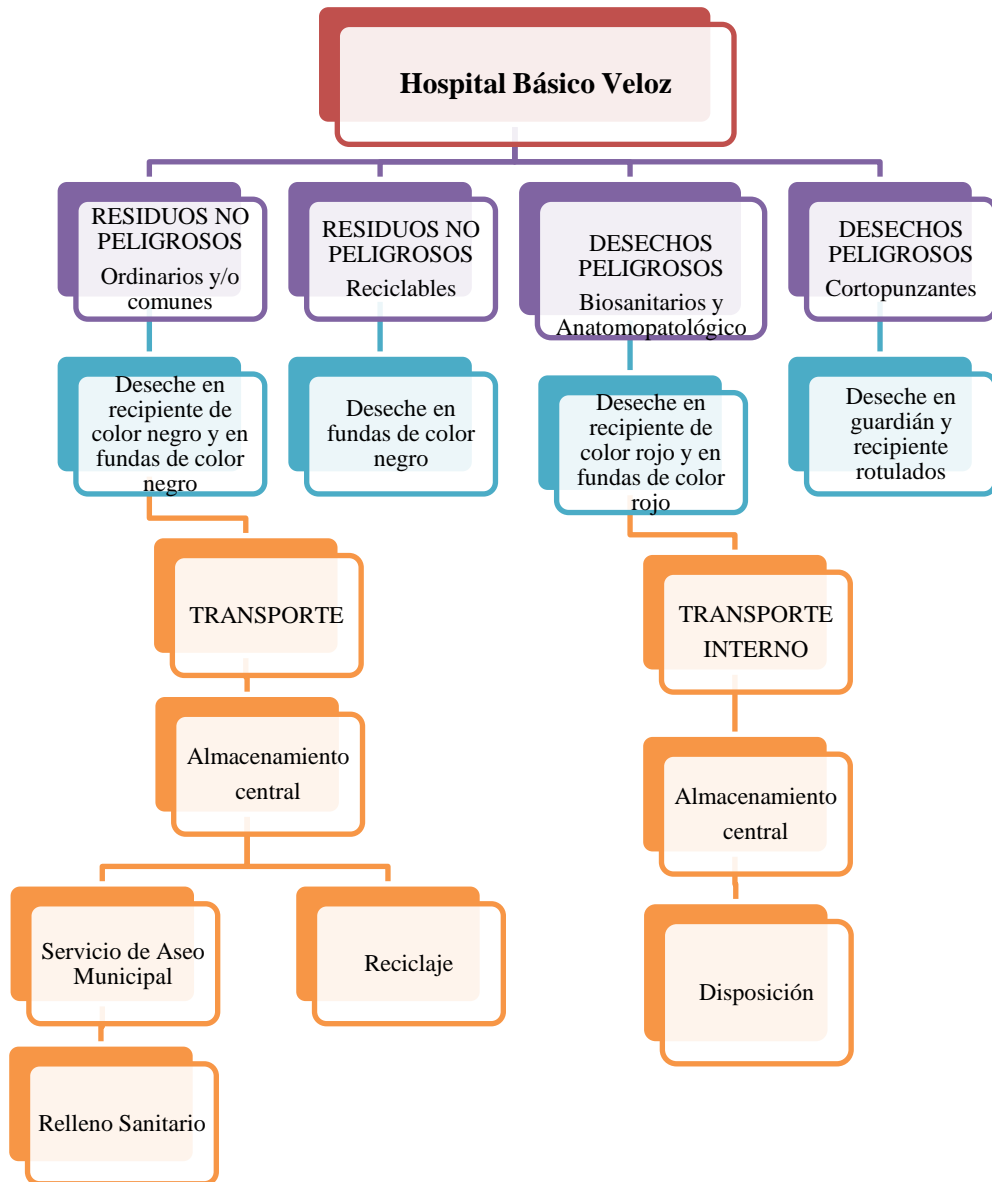 Hospital Básico Veloz
RESIDUOS NO
PELIGROSOS
Ordinarios y/o
comunes
RESIDUOS NO
PELIGROSOS
Reciclables
DESECHOS
PELIGROSOS
Biosanitarios y
Anatomopatológico
DESECHOS
PELIGROSOS
Cortopunzantes
Deseche en
recipiente de
color negro y en
fundas de color
negro
Deseche en
fundas de color
negro
Deseche en
recipiente de
color rojo y en
fundas de color
rojo
Deseche en
guardián y
recipiente
rotulados
TRANSPORTE
TRANSPORTE
INTERNO
Almacenamiento
central
Almacenamiento
central
Servicio de Aseo
Municipal
Reciclaje
Disposición
Relleno Sanitario